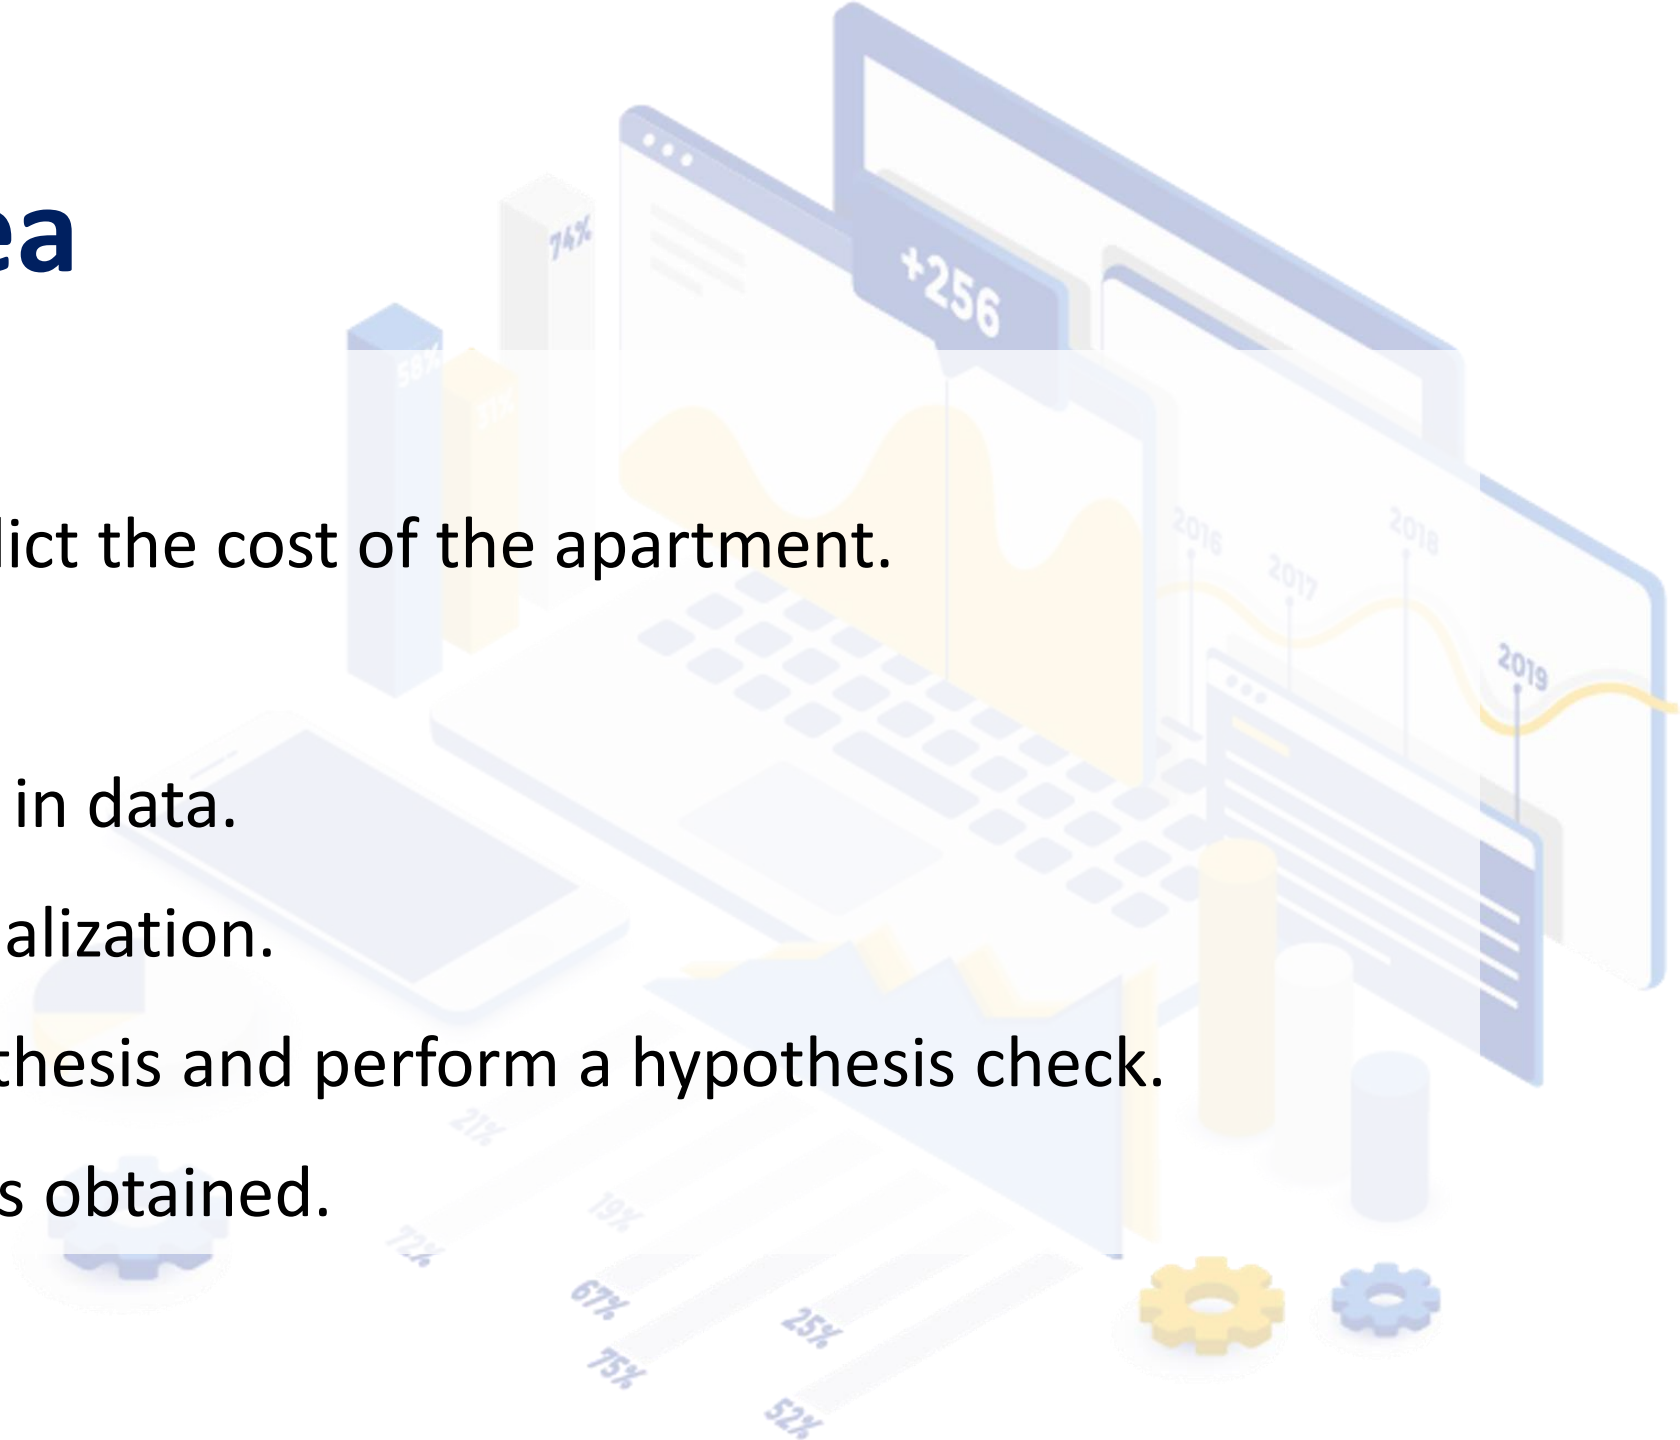 ea
74%
+256
58%
31%
lict the cost of the apartment.
2016
2018
2017
2019
in data.
alization.
thesis and perform a hypothesis check.
21%
s obtained.
19%
72%
67%
25%
75%
52%